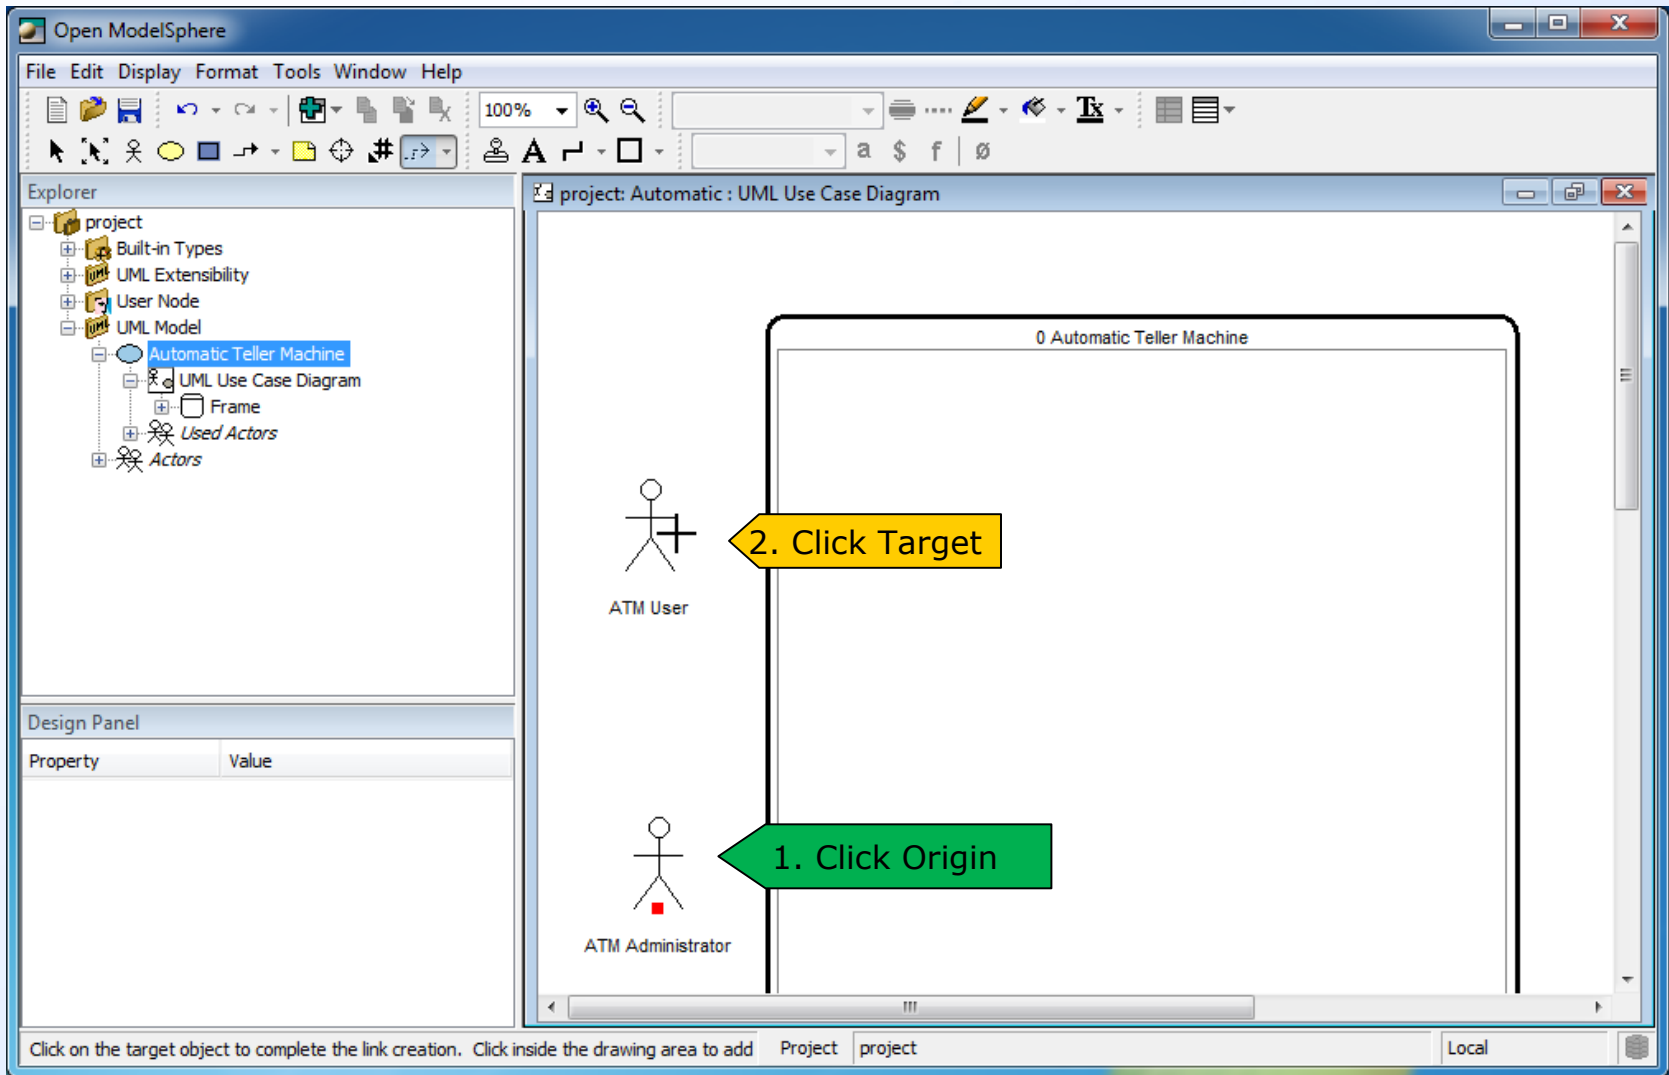 Open ModelSphere
File Edit Display Format Tools Window Help
100%
A
Tx
a $ f ø
Explorer
project
Built-in Types
UML Extensibility
User Node
UML Model
Automatic Teller Machine
UML Use Case Diagram
Frame
Used Actors
Actors
Design Panel
Property Value
project: Automatic : UML Use Case Diagram
0 Automatic Teller Machine
2. Click Target
ATM User
1. Click Origin
ATM Administrator
Click on the target object to complete the link creation. Click inside the drawing area to add
Project project
Local